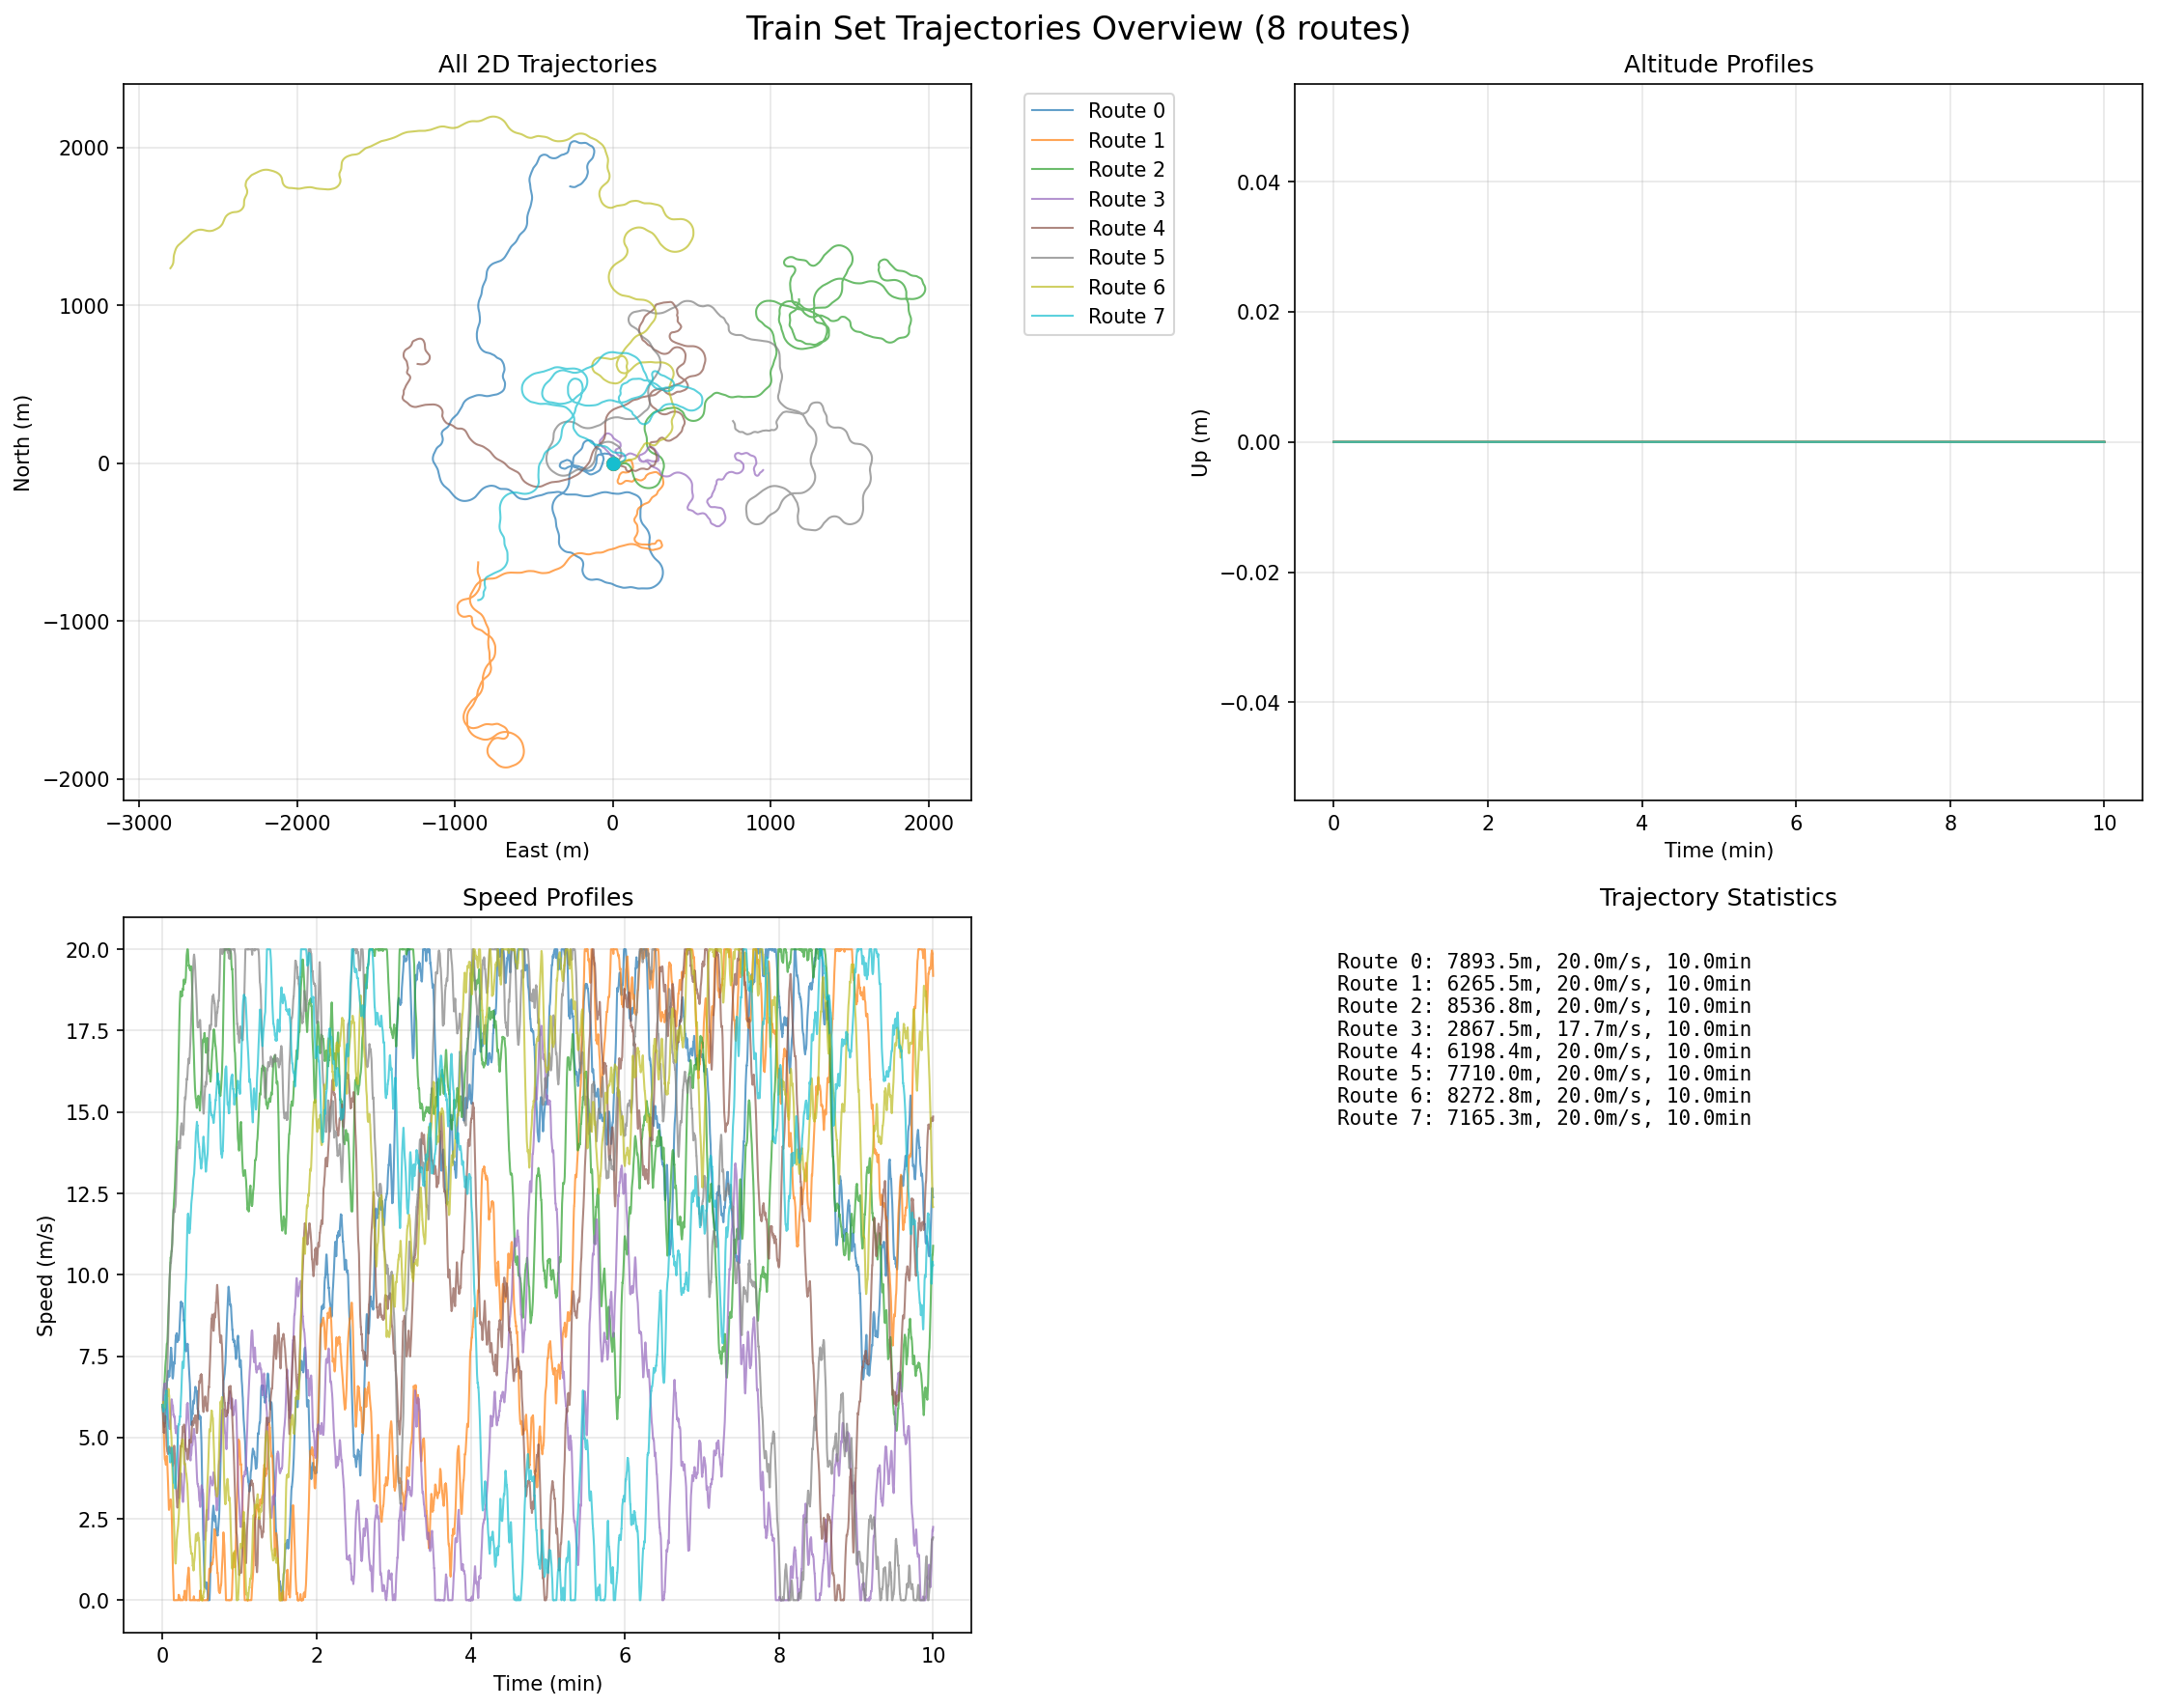 Train Set Trajectories Overview (8 routes)
All 2D Trajectories
North (m)
2000
1000
0
−1000
−2000
−3000 −2000 −1000 0 1000 2000
East (m)
Route 0
Route 1
Route 2
Route 3
Route 4
Route 5
Route 6
Route 7
Altitude Profiles
Up (m)
0.04
0.02
0.00
−0.02
−0.04
0 2 4 6 8 10
Time (min)
Speed Profiles
Speed (m/s)
20.0
17.5
15.0
12.5
10.0
7.5
5.0
2.5
0.0
0 2 4 6 8 10
Time (min)
Trajectory Statistics
Route 0: 7893.5m, 20.0m/s, 10.0min
Route 1: 6265.5m, 20.0m/s, 10.0min
Route 2: 8536.8m, 20.0m/s, 10.0min
Route 3: 2867.5m, 17.7m/s, 10.0min
Route 4: 6198.4m, 20.0m/s, 10.0min
Route 5: 7710.0m, 20.0m/s, 10.0min
Route 6: 8272.8m, 20.0m/s, 10.0min
Route 7: 7165.3m, 20.0m/s, 10.0min